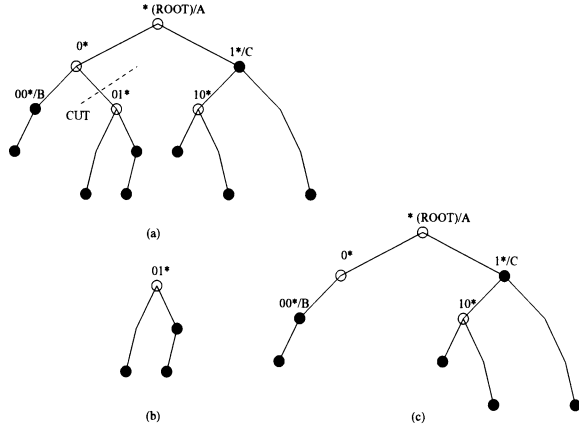 * (ROOT)/A
0*
1*/C
00*/B
01*
10*
CUT
(a)
* (ROOT)/A
0*
1*/C
01*
00*/B
10*
(b)
(c)